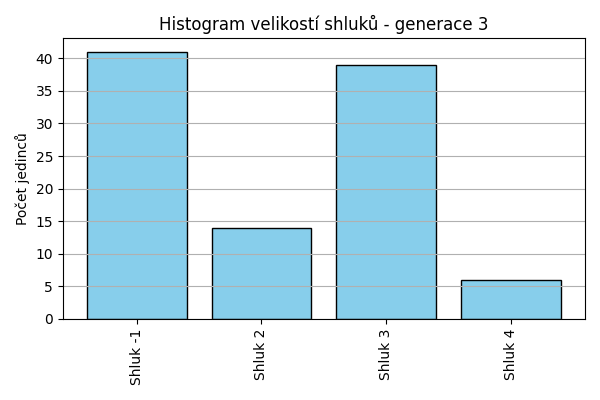 Histogram velikostí shluků - generace 3
Počet jedinců
40
35
30
25
20
15
10
5
0
Shluk -1
Shluk 2
Shluk 3
Shluk 4